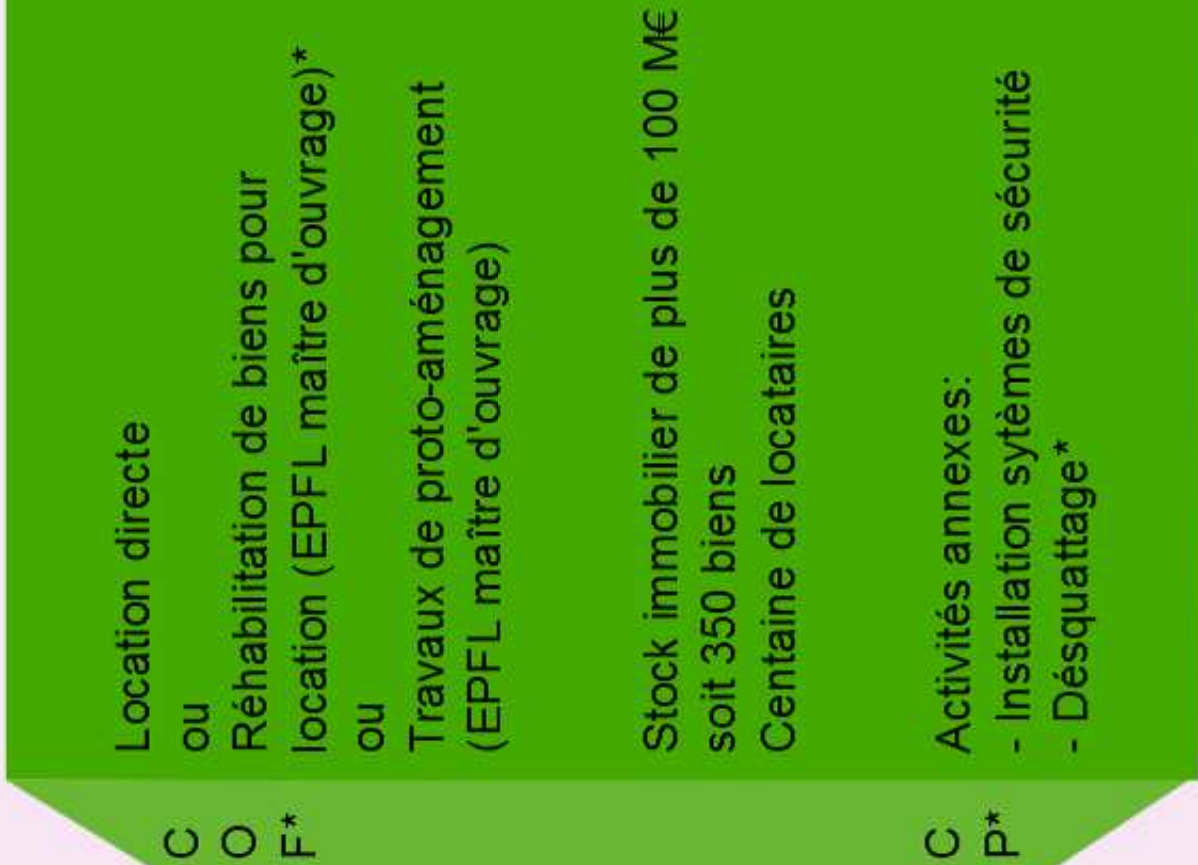 Location directe
ou
Réhabilitation de biens pour
location (EPFL maître d'ouvrage)*
ou
Travaux de proto-aménagement
(EPFL maître d'ouvrage)
Stock immobilier de plus de 100 M€
soit 350 biens
Centaine de locataires
Activités annexes:
- Installation sytèmes de sécurité
- Désquattage*
C
O
F*
C
P*